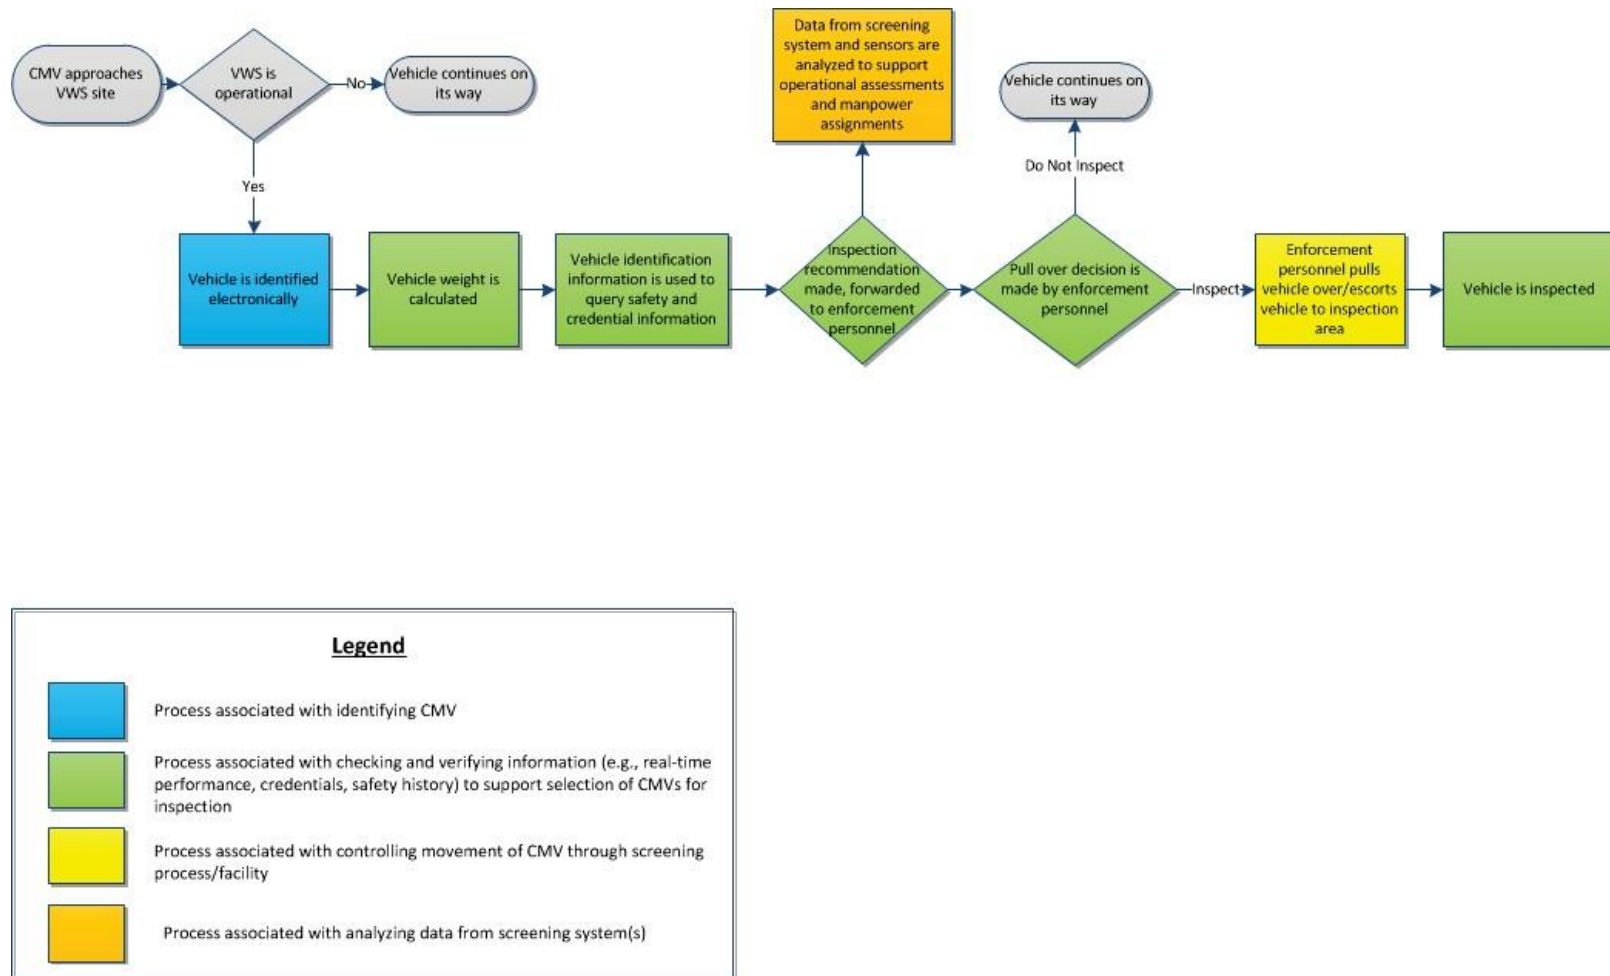 CMV approaches
VWS site
VWS is
operational
No
Vehicle continues on
its way
Yes
Data from screening
system and sensors are
analyzed to support
operational assessments
and manpower
assignments
Vehicle continues on
its way
Do Not Inspect
Vehicle is identified
electronically
Vehicle weight is
calculated
Vehicle identification
information is used to
query safety and
credential information
Inspection
recommendation
made, forwarded
to enforcement
personnel
Pull over decision is
made by enforcement
personnel
Inspect
Enforcement
personnel pulls
vehicle over/escorts
vehicle to inspection
area
Vehicle is inspected
Legend
Process associated with identifying CMV
Process associated with checking and verifying information (e.g., real-time
performance, credentials, safety history) to support selection of CMVs for
inspection
Process associated with controlling movement of CMV through screening
process/facility
Process associated with analyzing data from screening system(s)